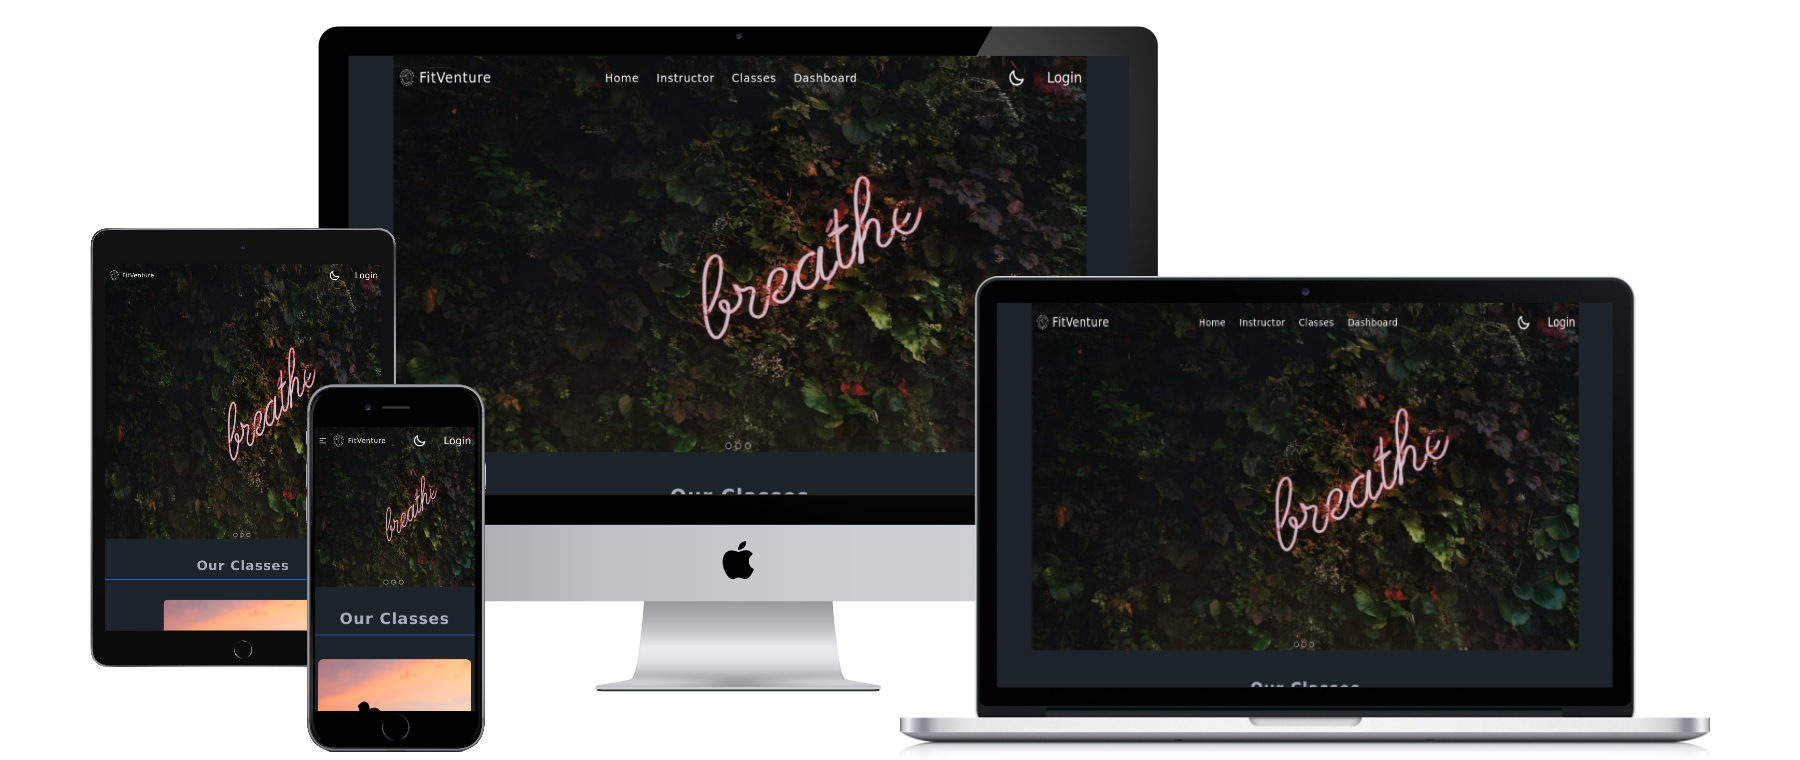 FitVenture Home Instructor Classes Dashboard Login
breathe
Our Classes
FitVenture Login
breathe
Our Classes
FitVenture Login
breathe
Our Classes
FitVenture Home Instructor Classes Dashboard Login
breathe
Our Classes